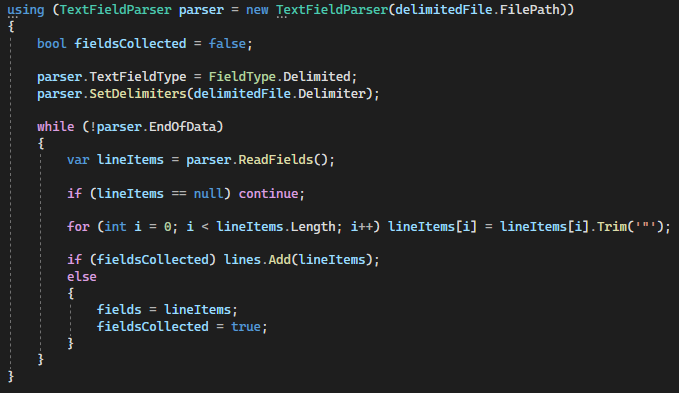 using (TextFieldParser parser = new TextFieldParser(delimitedFile.FilePath))
{
    bool fieldsCollected = false;

    parser.TextFieldType = FieldType.Delimited;
    parser.SetDelimiters(delimitedFile.Delimiter);

    while (!parser.EndOfData)
    {
        var lineItems = parser.ReadFields();

        if (lineItems == null) continue;

        for (int i = 0; i < lineItems.Length; i++) lineItems[i] = lineItems[i].Trim('"');

        if (fieldsCollected) lines.Add(lineItems);
        else
        {
            fields = lineItems;
            fieldsCollected = true;
        }
    }
}